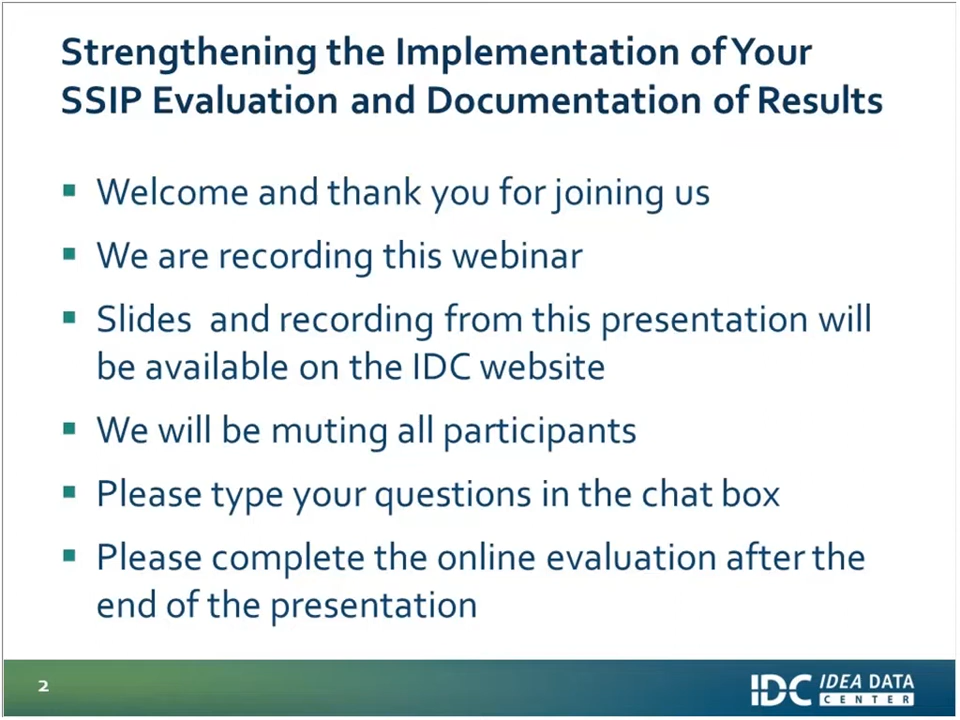 Strengthening the Implementation of Your
SSIP Evaluation and Documentation of Results
▪ Welcome and thank you for joining us
▪ We are recording this webinar
▪ Slides and recording from this presentation will
be available on the IDC website
▪ We will be muting all participants
▪ Please type your questions in the chat box
▪ Please complete the online evaluation after the
end of the presentation
2
IDC IDEA DATA
CENTER